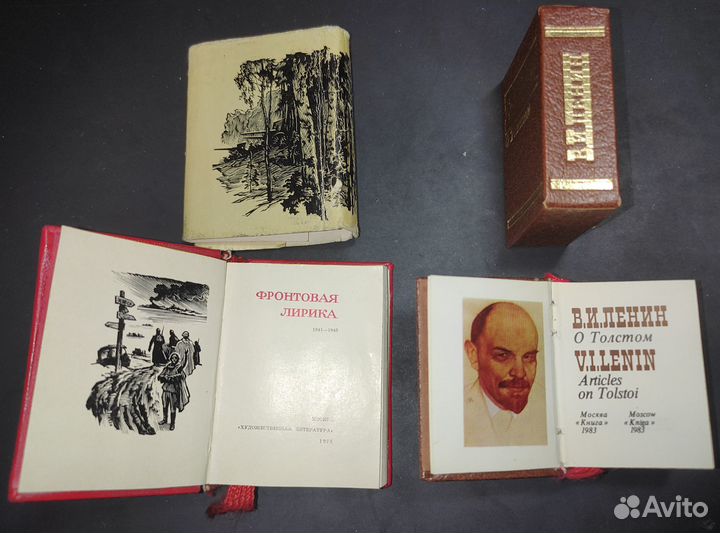 В.И.ЛЕНИН
ФРОНТОВАЯ
ЛИРИКА
1941—1945
МОСКВА
«ХУДОЖЕСТВЕННАЯ ЛИТЕРАТУРА»
В.И.ЛЕНИН
О Толстом
V.I.LENIN
Articles
on Tolstoi
Москва
«Книга»
1983
Moscow
«Kniga»
1983
Avito